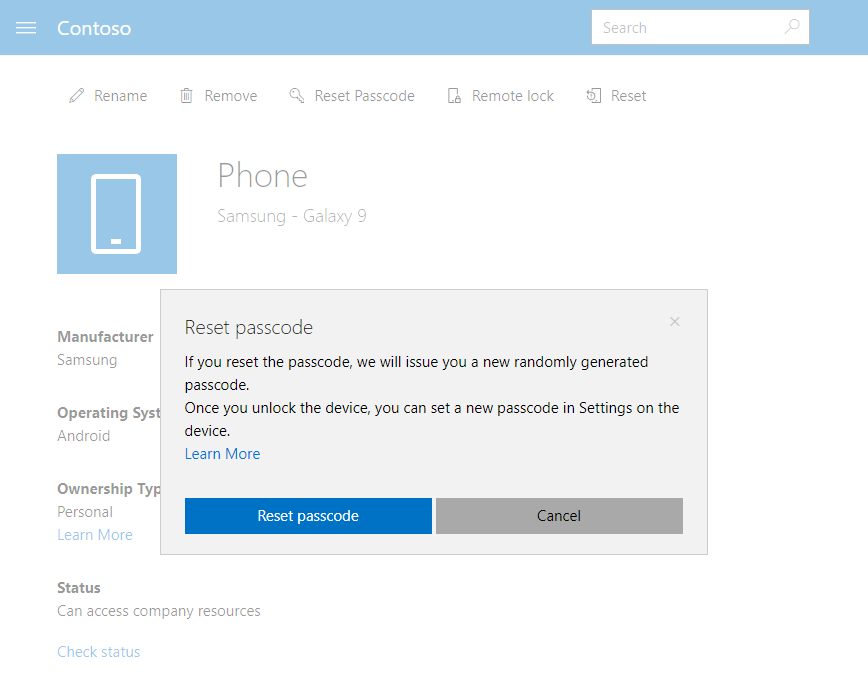 Contoso
Search
Rename
Remove
Reset Passcode
Remote lock
Reset
Phone
Samsung - Galaxy 9
Manufacturer
Samsung
Operating Syst
Android
Ownership Typ
Personal
Learn More
Status
Can access company resources
Check status
Reset passcode
If you reset the passcode, we will issue you a new randomly generated
passcode.
Once you unlock the device, you can set a new passcode in Settings on the
device.
Learn More
Reset passcode
Cancel